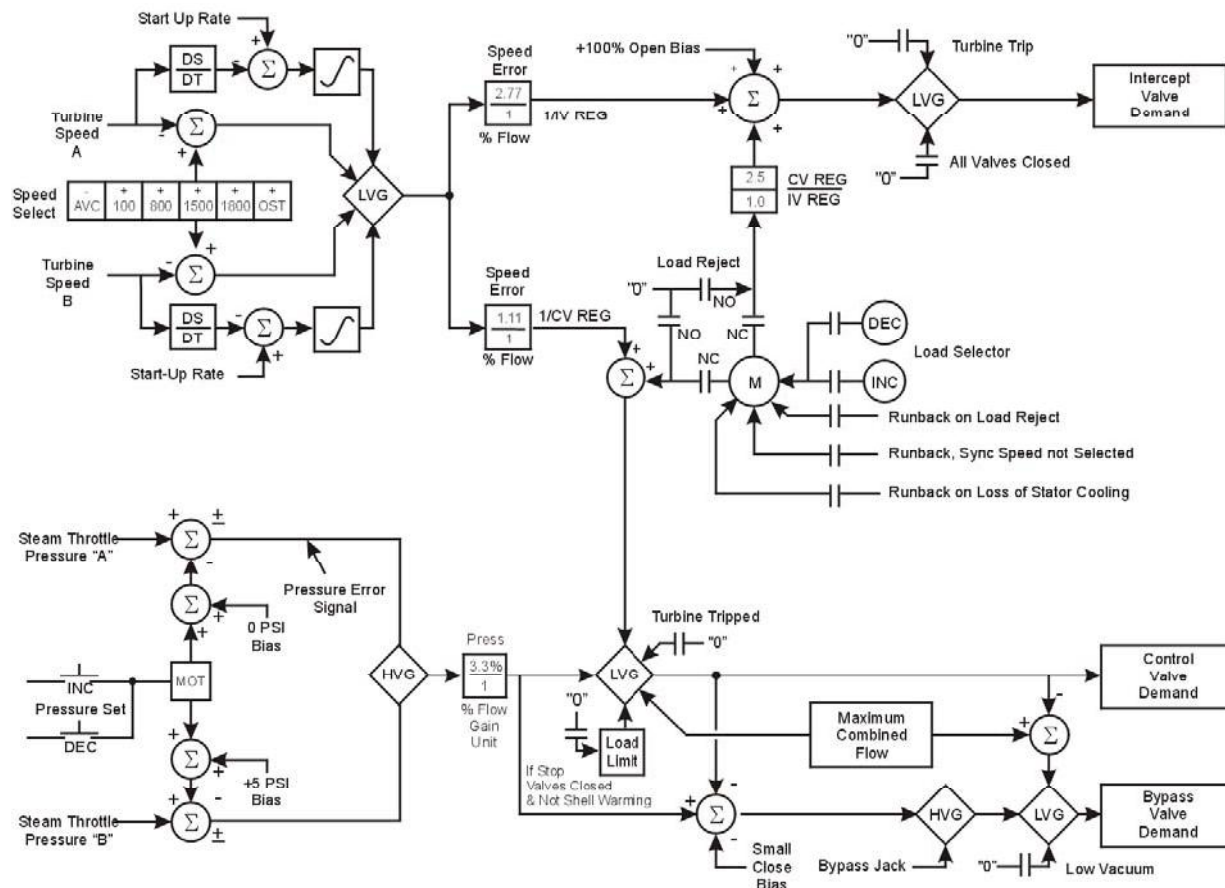 Start Up Rate
+
DS
DT
-
Σ
∫
Turbine
Speed
A
-
Σ
+
Speed
Select
-
AVC
+
100
+
800
+
1500
+
1800
+
OST
LVG
+
-
Σ
Turbine
Speed
B
DS
DT
-
Σ
∫
+
Start-Up Rate
Speed
Error
2.77
1
1/IV REG
% Flow
+100% Open Bias
+
+
Σ
+
+
"0"
Turbine Trip
LVG
Intercept
Valve
Demand
"0"
All Valves Closed
2.5
1.0
CV REG
IV REG
Load Reject
"0"
NO
NO
NC
NC
M
DEC
Load Selector
INC
Speed
Error
1.11
1
1/CV REG
% Flow
+
Σ
+
Runback on Load Reject
Runback, Sync Speed not Selected
Runback on Loss of Stator Cooling
Steam Throttle
Pressure "A"
+
Σ
±
-
Pressure Error
Signal
Σ
+
+
0 PSI
Bias
INC
Pressure Set
DEC
MOT
+
Σ
+
+5 PSI
Bias
Steam Throttle
Pressure "B"
+
-
Σ
±
HVG
Press
3.3%
1
% Flow
Gain
Unit
Turbine Tripped
"0"
LVG
"0"
Load
Limit
If Stop
Valves Closed
& Not Shell Warming
Maximum
Combined
Flow
Control
Valve
Demand
-
+
Σ
-
+
Σ
-
Small
Close
Bias
HVG
Bypass Jack
LVG
"0"
Low Vacuum
Bypass
Valve
Demand